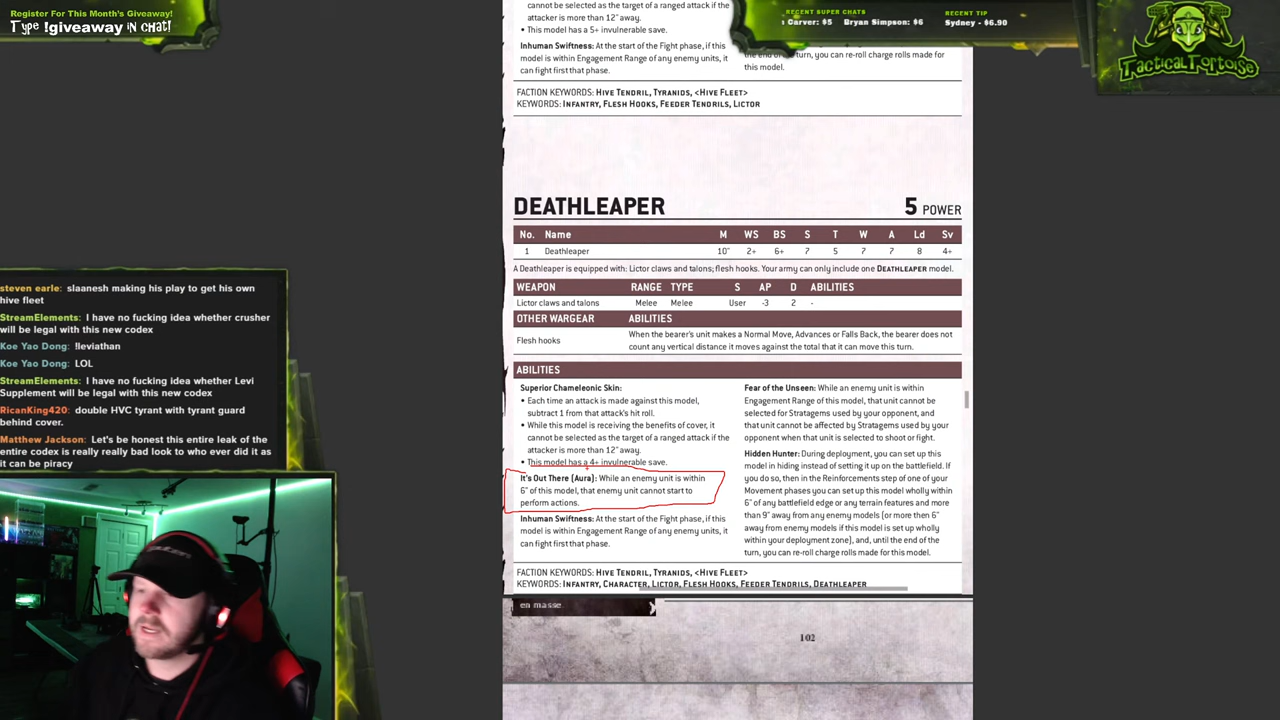 Register For This Month's Giveaway!
Type !giveaway in chat!
RECENT SUPER CHATS
Carver: $5 Bryan Simpson: $6
RECENT TIP
Sydney - $6.90
TacticalTortoise
cannot be selected as the target of a ranged attack if the
attacker is more than 12" away.
• This model has a 5+ invulnerable save.
Inhuman Swiftness: At the start of the Fight phase, if this
model is within Engagement Range of any enemy units, it
can fight first that phase.
turn, you can re-roll charge rolls made for
this model.
FACTION KEYWORDS: HIVE TENDRIL, TYRANIDS, <HIVE FLEET>
KEYWORDS: INFANTRY, FLESH HOOKS, FEEDER TENDRILS, LICTOR
DEATHLEAPER
5 POWER
No. Name M WS BS S T W A Ld Sv
1 Deathleaper 10" 2+ 6+ 7 5 7 7 8 4+
A Deathleaper is equipped with: Lictor claws and talons; flesh hooks. Your army can only include one DEATHLEAPER model.
WEAPON RANGE TYPE S AP D ABILITIES
Lictor claws and talons Melee Melee User -3 2 -
OTHER WARGEAR ABILITIES
Flesh hooks
When the bearer's unit makes a Normal Move, Advances or Falls Back, the bearer does not
count any vertical distance it moves against the total that it can move this turn.
ABILITIES
Superior Chameleonic Skin:
• Each time an attack is made against this model,
subtract 1 from that attack's hit roll.
• While this model is receiving the benefits of cover, it
cannot be selected as the target of a ranged attack if the
attacker is more than 12" away.
• This model has a 4+ invulnerable save.
It's Out There (Aura): While an enemy unit is within
6" of this model, that enemy unit cannot start to
perform actions.
Inhuman Swiftness: At the start of the Fight phase, if this
model is within Engagement Range of any enemy units, it
can fight first that phase.
Fear of the Unseen: While an enemy unit is within
Engagement Range of this model, that unit cannot be
selected for Stratagems used by your opponent, and
that unit cannot be affected by Stratagems used by your
opponent when that unit is selected to shoot or fight.
Hidden Hunter: During deployment, you can set up this
model in hiding instead of setting it up on the battlefield. If
you do so, then in the Reinforcements step of one of your
Movement phases you can set up this model wholly within
6" of any battlefield edge or any terrain features and more
than 9" away from any enemy models (or more then 6"
away from enemy models if this model is set up wholly
within your deployment zone), and, until the end of the
turn, you can re-roll charge rolls made for this model.
FACTION KEYWORDS: HIVE TENDRIL, TYRANIDS, <HIVE FLEET>
KEYWORDS: INFANTRY, CHARACTER, LICTOR, FLESH HOOKS, FEEDER TENDRILS, DEATHLEAPER
en masse
102
steven earle: slaanesh making his play to get his own
hive fleet
StreamElements: I have no fucking idea whether crusher
will be legal with this new codex
Koe Yao Dong: !leviathan
Koe Yao Dong: LOL
StreamElements: I have no fucking idea whether Levi
Supplement will be legal with this new codex
RicanKing420: double HVC tyrant with tyrant guard
behind cover.
Matthew Jackson: Let's be honest this entire leak of the
entire codex is really really bad look to who ever did it as
it can be piracy